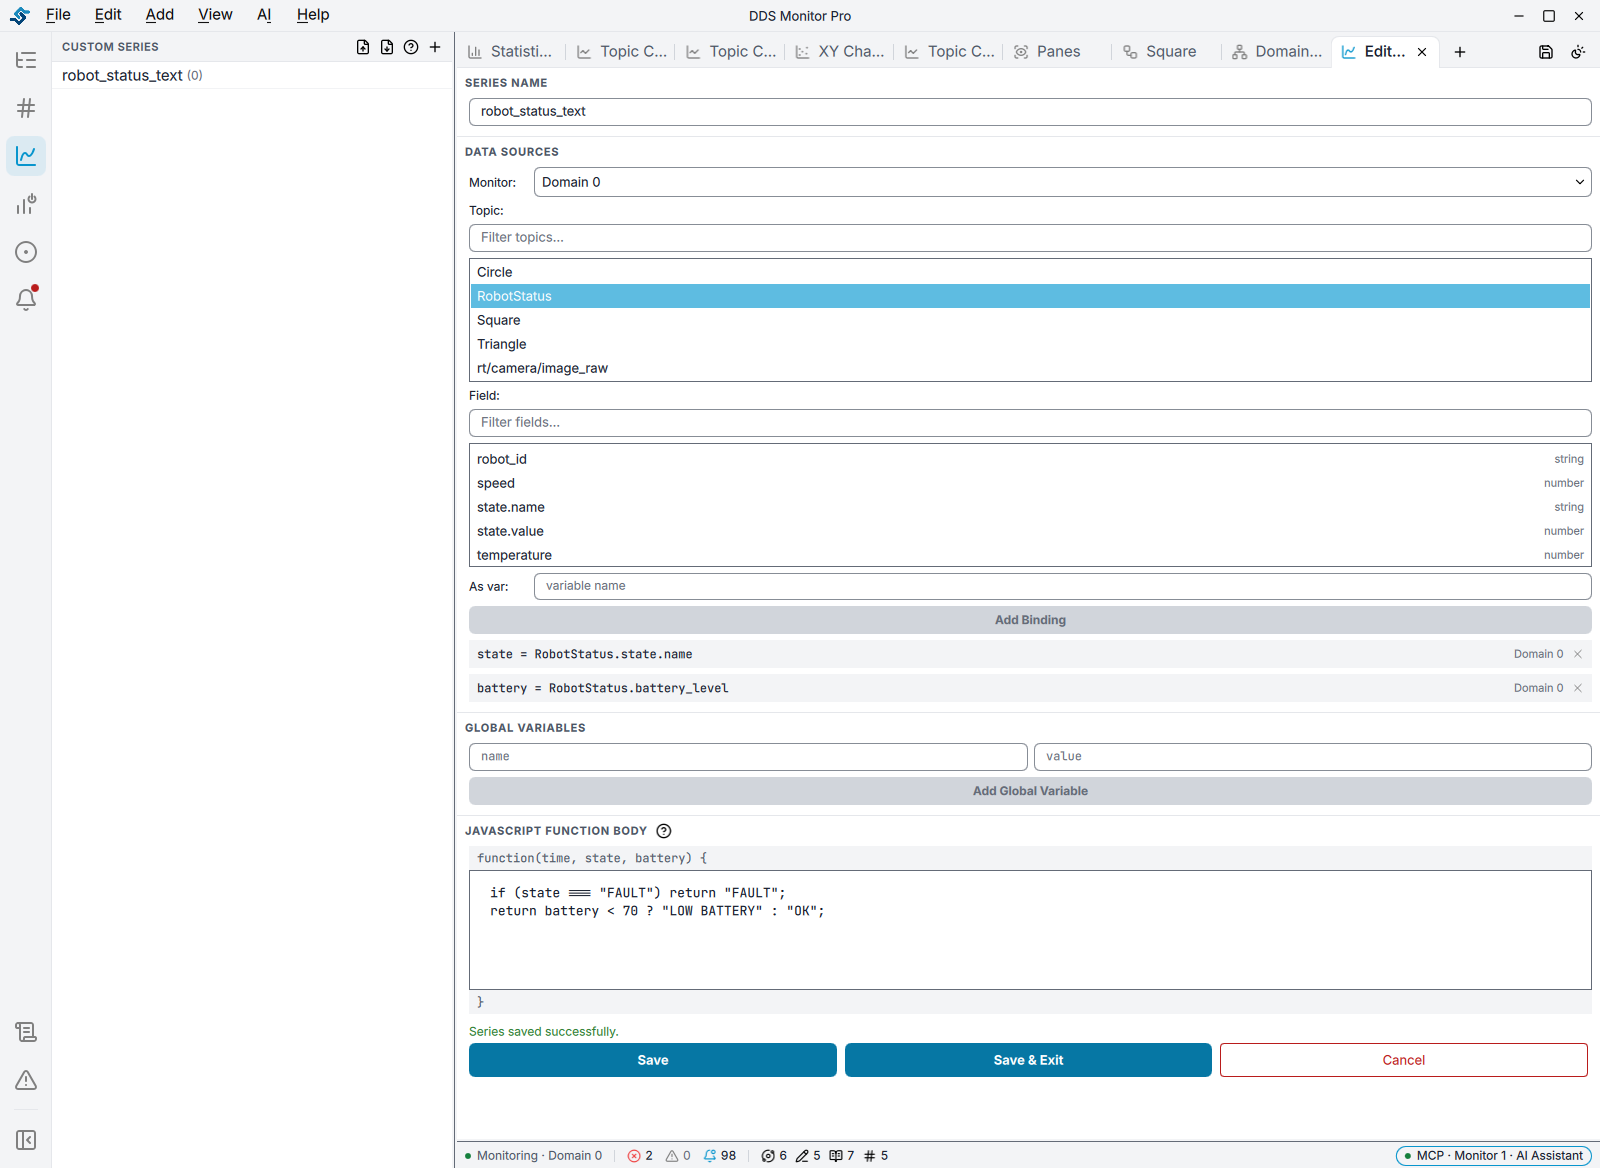 File Edit Add View AI Help
DDS Monitor Pro
CUSTOM SERIES
robot_status_text (0)
Statisti... Topic C... Topic C... XY Cha... Topic C... Panes Square Domain... Edit...
SERIES NAME
robot_status_text
DATA SOURCES
Monitor: Domain 0
Topic:
Filter topics...
Circle
RobotStatus
Square
Triangle
rt/camera/image_raw
Field:
Filter fields...
robot_id string
speed number
state.name string
state.value number
temperature number
As var: variable name
Add Binding
state = RobotStatus.state.name Domain 0
battery = RobotStatus.battery_level Domain 0
GLOBAL VARIABLES
name value
Add Global Variable
JAVASCRIPT FUNCTION BODY
function(time, state, battery) {
if (state === "FAULT") return "FAULT";
return battery < 70 ? "LOW BATTERY" : "OK";
}
Series saved successfully.
Save Save & Exit Cancel
Monitoring · Domain 0 2 0 98 6 5 7 5 MCP · Monitor 1 · AI Assistant